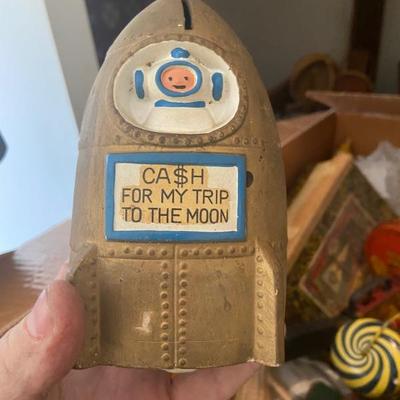 CA$H
FOR MY TRIP
TO THE MOON